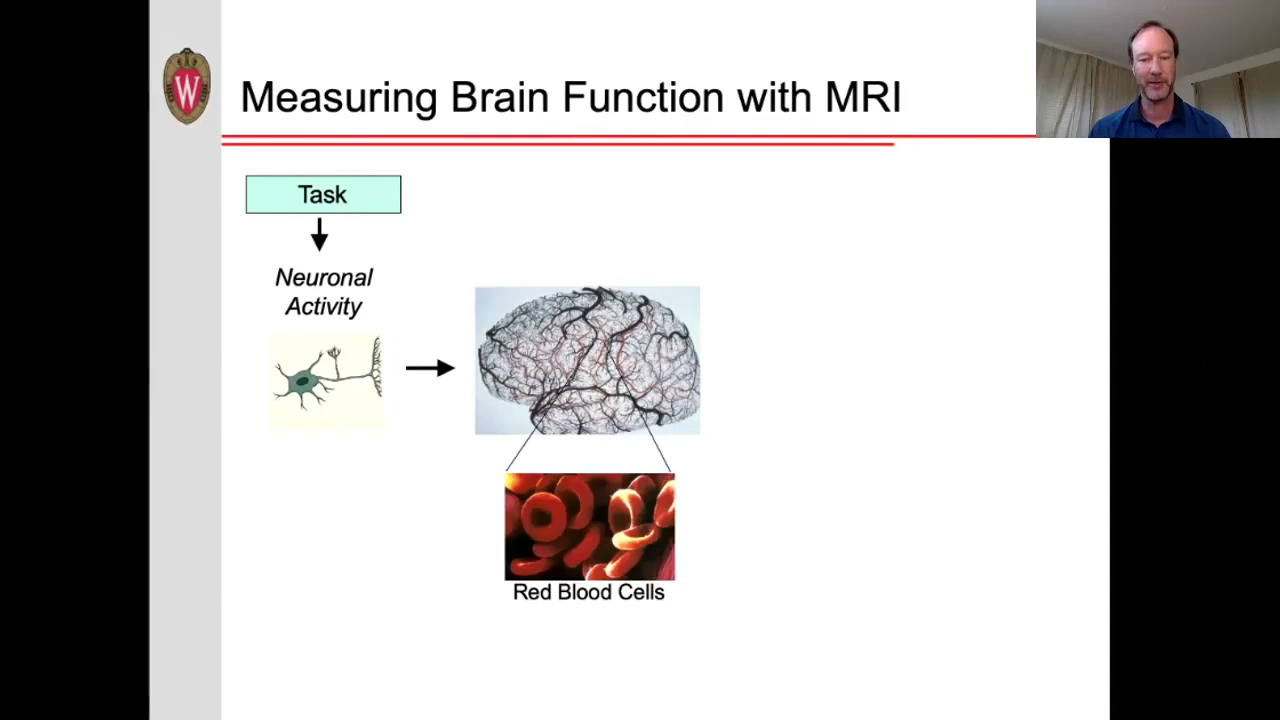 W
Measuring Brain Function with MRI
Task
Neuronal
Activity
Red Blood Cells